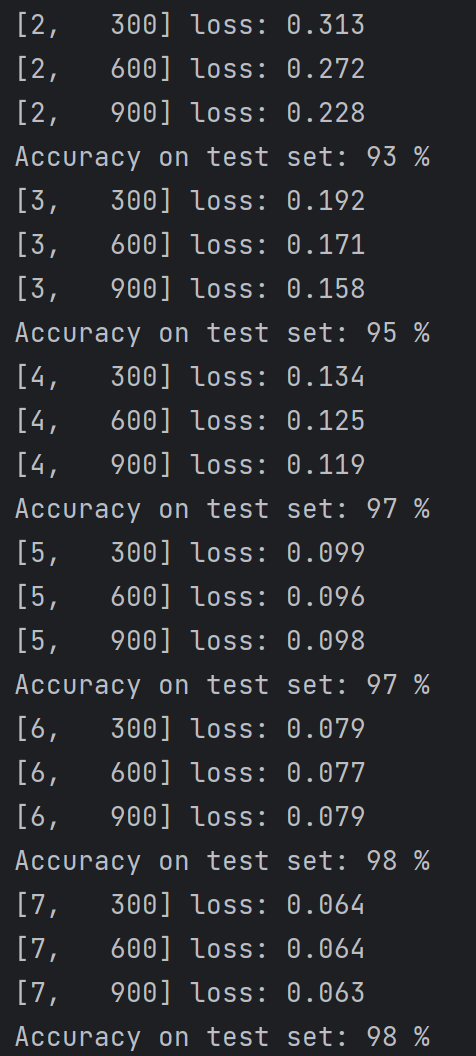 [2,   300] loss: 0.313
[2,   600] loss: 0.272
[2,   900] loss: 0.228
Accuracy on test set: 93 %
[3,   300] loss: 0.192
[3,   600] loss: 0.171
[3,   900] loss: 0.158
Accuracy on test set: 95 %
[4,   300] loss: 0.134
[4,   600] loss: 0.125
[4,   900] loss: 0.119
Accuracy on test set: 97 %
[5,   300] loss: 0.099
[5,   600] loss: 0.096
[5,   900] loss: 0.098
Accuracy on test set: 97 %
[6,   300] loss: 0.079
[6,   600] loss: 0.077
[6,   900] loss: 0.079
Accuracy on test set: 98 %
[7,   300] loss: 0.064
[7,   600] loss: 0.064
[7,   900] loss: 0.063
Accuracy on test set: 98 %